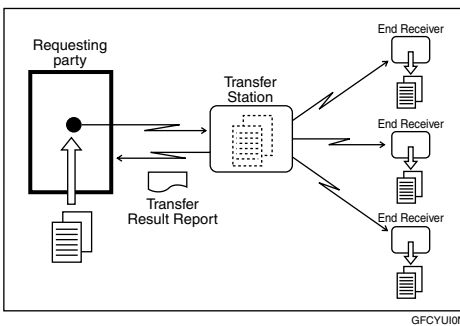 Requesting
party
Transfer
Station
End Receiver
End Receiver
End Receiver
Transfer
Result Report